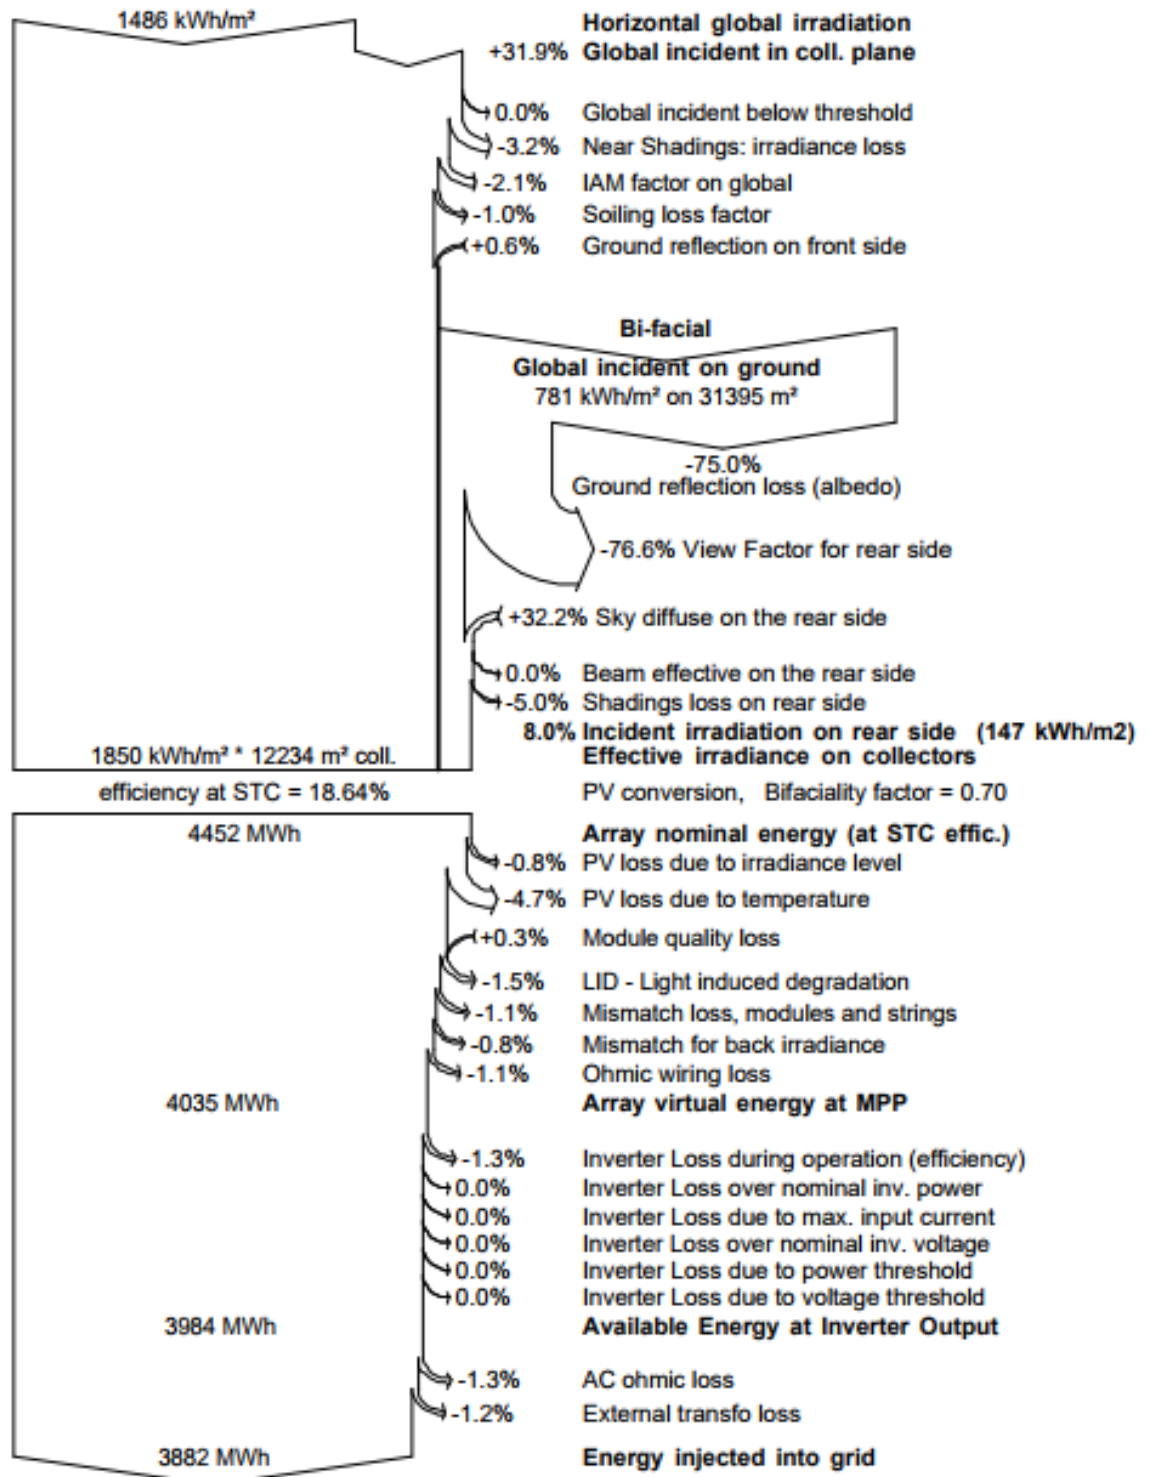 1486 kWh/m² Horizontal global irradiation
+31.9% Global incident in coll. plane
0.0% Global incident below threshold
-3.2% Near Shadings: irradiance loss
-2.1% IAM factor on global
-1.0% Soiling loss factor
+0.6% Ground reflection on front side
Bi-facial
Global incident on ground
781 kWh/m² on 31395 m²
-75.0%
Ground reflection loss (albedo)
-76.6% View Factor for rear side
+32.2% Sky diffuse on the rear side
0.0% Beam effective on the rear side
-5.0% Shadings loss on rear side
8.0% Incident irradiation on rear side (147 kWh/m2)
1850 kWh/m² * 12234 m² coll. Effective irradiance on collectors
efficiency at STC = 18.64% PV conversion, Bifaciality factor = 0.70
4452 MWh Array nominal energy (at STC effic.)
-0.8% PV loss due to irradiance level
-4.7% PV loss due to temperature
+0.3% Module quality loss
-1.5% LID - Light induced degradation
-1.1% Mismatch loss, modules and strings
-0.8% Mismatch for back irradiance
-1.1% Ohmic wiring loss
4035 MWh Array virtual energy at MPP
-1.3% Inverter Loss during operation (efficiency)
0.0% Inverter Loss over nominal inv. power
0.0% Inverter Loss due to max. input current
0.0% Inverter Loss over nominal inv. voltage
0.0% Inverter Loss due to power threshold
0.0% Inverter Loss due to voltage threshold
3984 MWh Available Energy at Inverter Output
-1.3% AC ohmic loss
-1.2% External transfo loss
3882 MWh Energy injected into grid